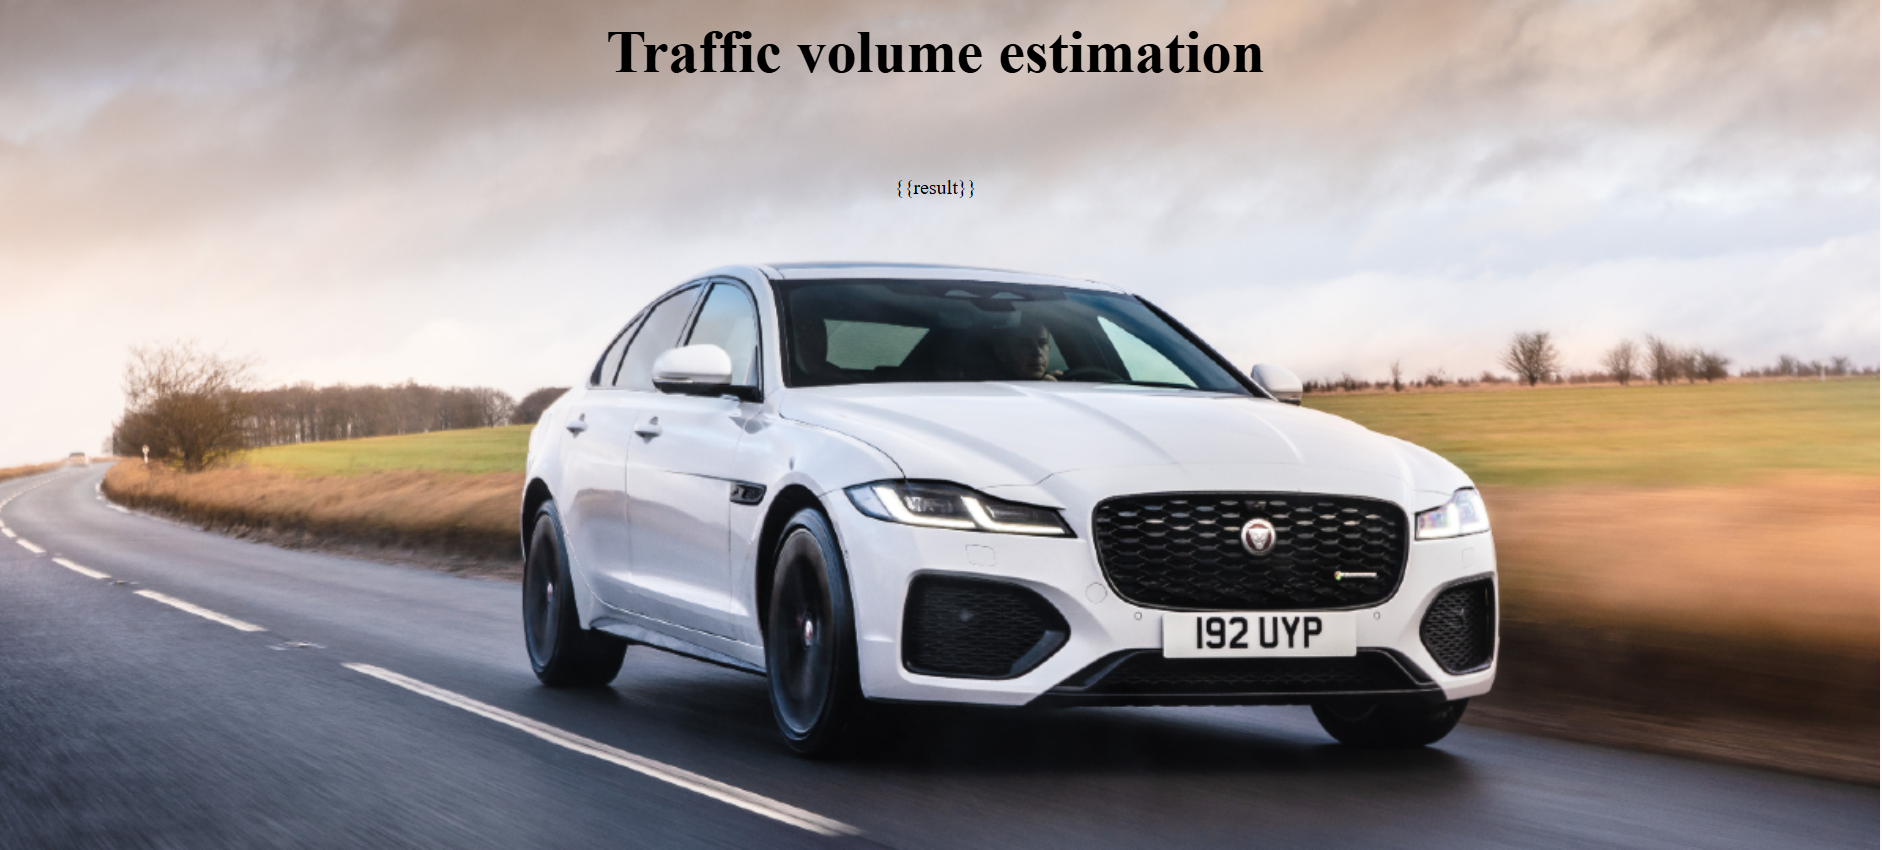 Traffic volume estimation
{{result}}
192 UYP